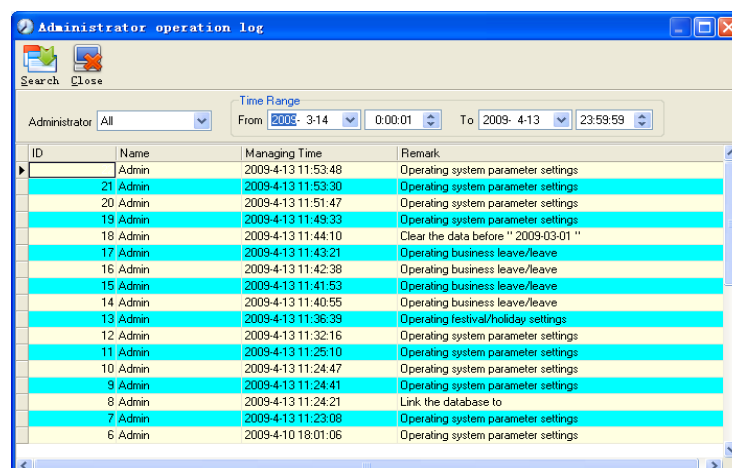 Administrator operation log
Search Close
Time Range
Administrator All From 2009- 3-14 0:00:01 To 2009- 4-13 23:59:59
ID Name Managing Time Remark
Admin 2009-4-13 11:53:48 Operating system parameter settings
21 Admin 2009-4-13 11:53:30 Operating system parameter settings
20 Admin 2009-4-13 11:51:47 Operating system parameter settings
19 Admin 2009-4-13 11:49:33 Operating system parameter settings
18 Admin 2009-4-13 11:44:10 Clear the data before " 2009-03-01 "
17 Admin 2009-4-13 11:43:21 Operating business leave/leave
16 Admin 2009-4-13 11:42:38 Operating business leave/leave
15 Admin 2009-4-13 11:41:53 Operating business leave/leave
14 Admin 2009-4-13 11:40:55 Operating business leave/leave
13 Admin 2009-4-13 11:36:39 Operating festival/holiday settings
12 Admin 2009-4-13 11:32:16 Operating system parameter settings
11 Admin 2009-4-13 11:25:10 Operating system parameter settings
10 Admin 2009-4-13 11:24:47 Operating system parameter settings
9 Admin 2009-4-13 11:24:41 Operating system parameter settings
8 Admin 2009-4-13 11:24:21 Link the database to
7 Admin 2009-4-13 11:23:08 Operating system parameter settings
6 Admin 2009-4-10 18:01:06 Operating system parameter settings